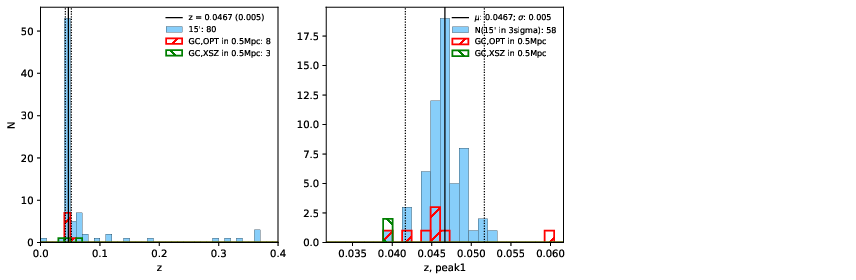 z = 0.0467 (0.005)
15': 80
GC,OPT in 0.5Mpc: 8
GC,XSZ in 0.5Mpc: 3
N
50
40
30
20
10
0
0.0 0.1 0.2 0.3 0.4
z
μ: 0.0467; σ: 0.005
N(15' in 3sigma): 58
GC,OPT in 0.5Mpc
GC,XSZ in 0.5Mpc
17.5
15.0
12.5
10.0
7.5
5.0
2.5
0.0
0.035 0.040 0.045 0.050 0.055 0.060
z, peak1